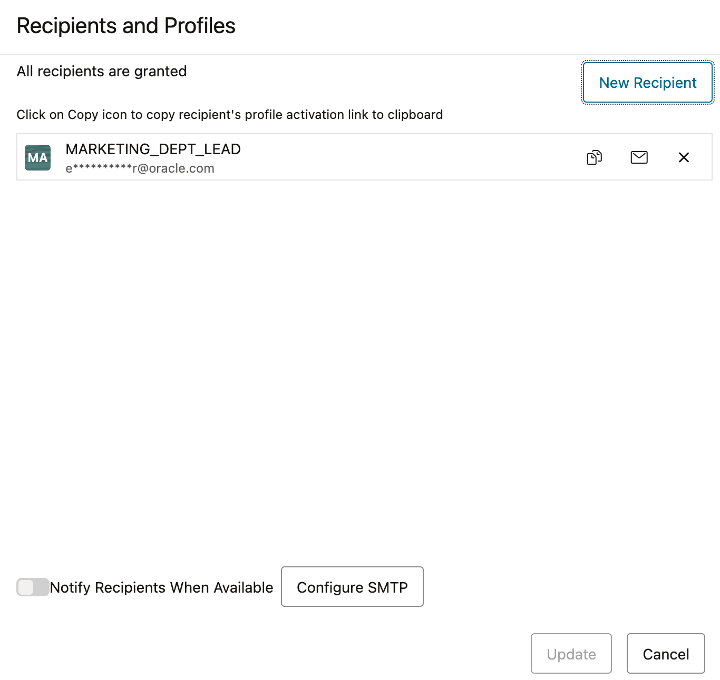 Recipients and Profiles
All recipients are granted
New Recipient
Click on Copy icon to copy recipient's profile activation link to clipboard
MA
MARKETING_DEPT_LEAD
e**********r@oracle.com
Notify Recipients When Available
Configure SMTP
Update
Cancel